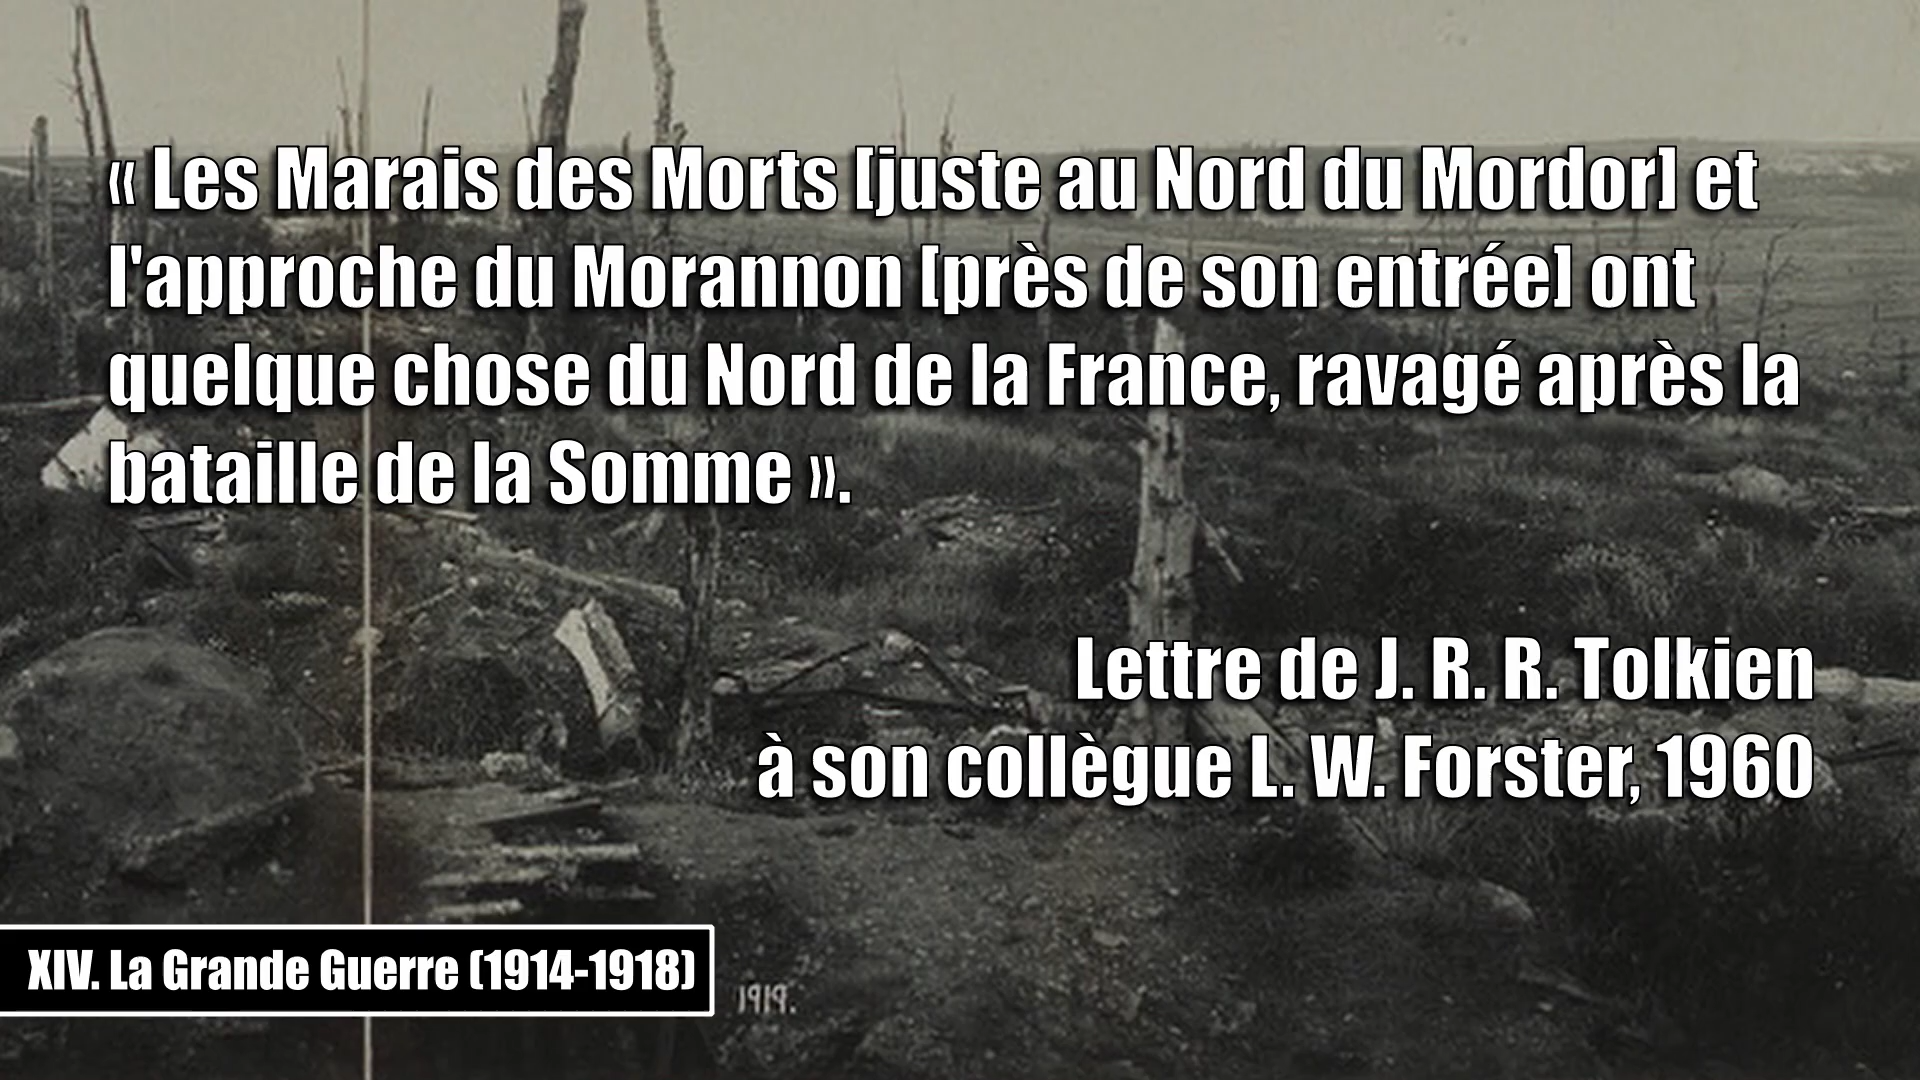 « Les Marais des Morts [juste au Nord du Mordor] et
l'approche du Morannon [près de son entrée] ont
quelque chose du Nord de la France, ravagé après la
bataille de la Somme ».
Lettre de J. R. R. Tolkien
à son collègue L. W. Forster, 1960
XIV. La Grande Guerre (1914-1918)
1919.